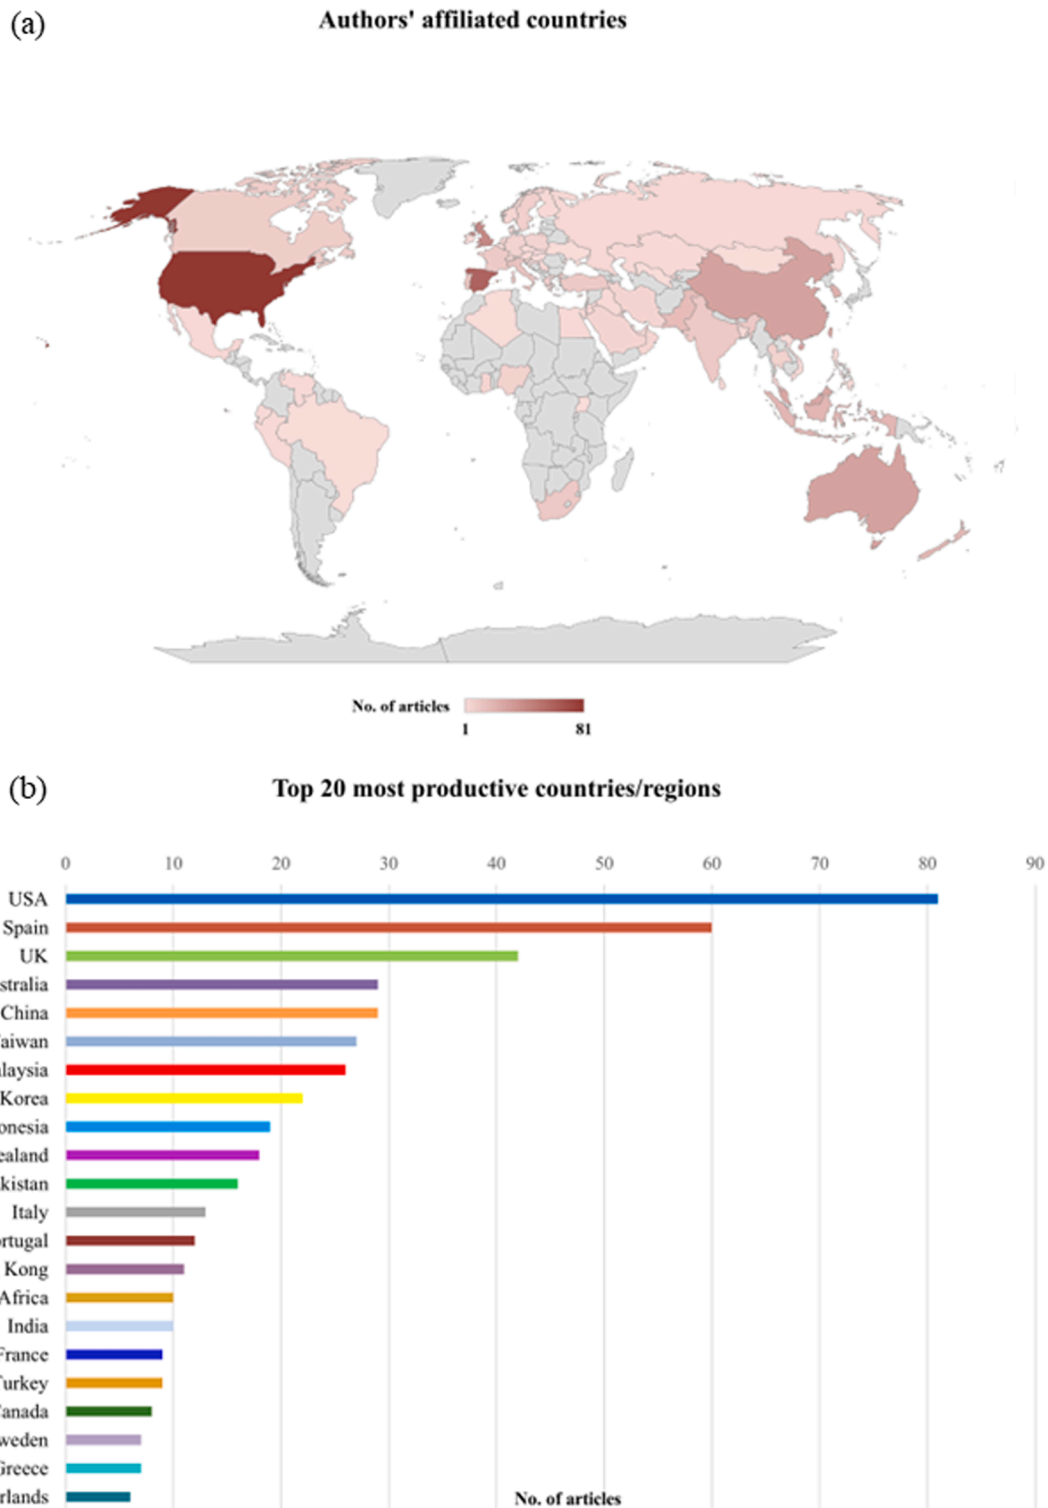 (a)
Authors' affiliated countries
No. of articles
1 81
(b)
Top 20 most productive countries/regions
0 10 20 30 40 50 60 70 80 90
USA
Spain
UK
stralia
China
aiwan
laysia
Korea
onesia
ealand
kistan
Italy
ortugal
Kong
Africa
India
France
Turkey
anada
weden
Greece
rlands
No. of articles